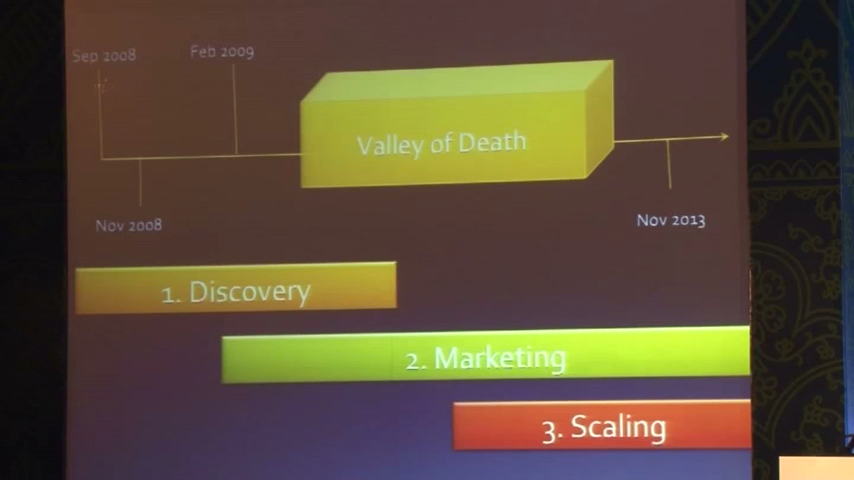 Sep 2008
Feb 2009
Valley of Death
Nov 2008
Nov 2013
1. Discovery
2. Marketing
3. Scaling